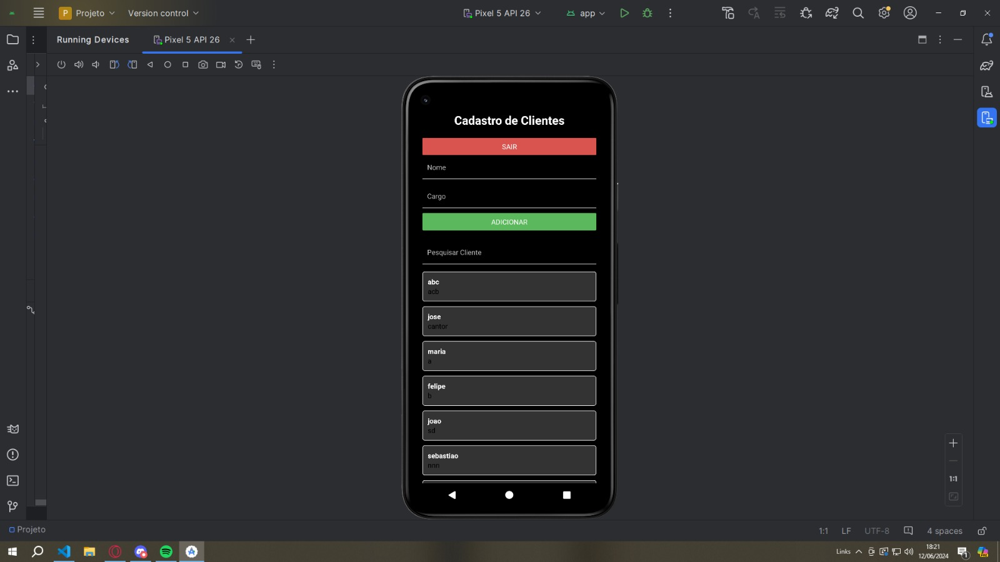 P Projeto Version control Pixel 5 API 26 app
Running Devices Pixel 5 API 26
Cadastro de Clientes
SAIR
Nome
Cargo
ADICIONAR
Pesquisar Cliente
abc
acb
jose
cantor
maria
a
felipe
b
joao
sd
sebastiao
nnn
1:1
Projeto 1:1 LF UTF-8 4 spaces
Links 18:21
12/06/2024 1
PRE